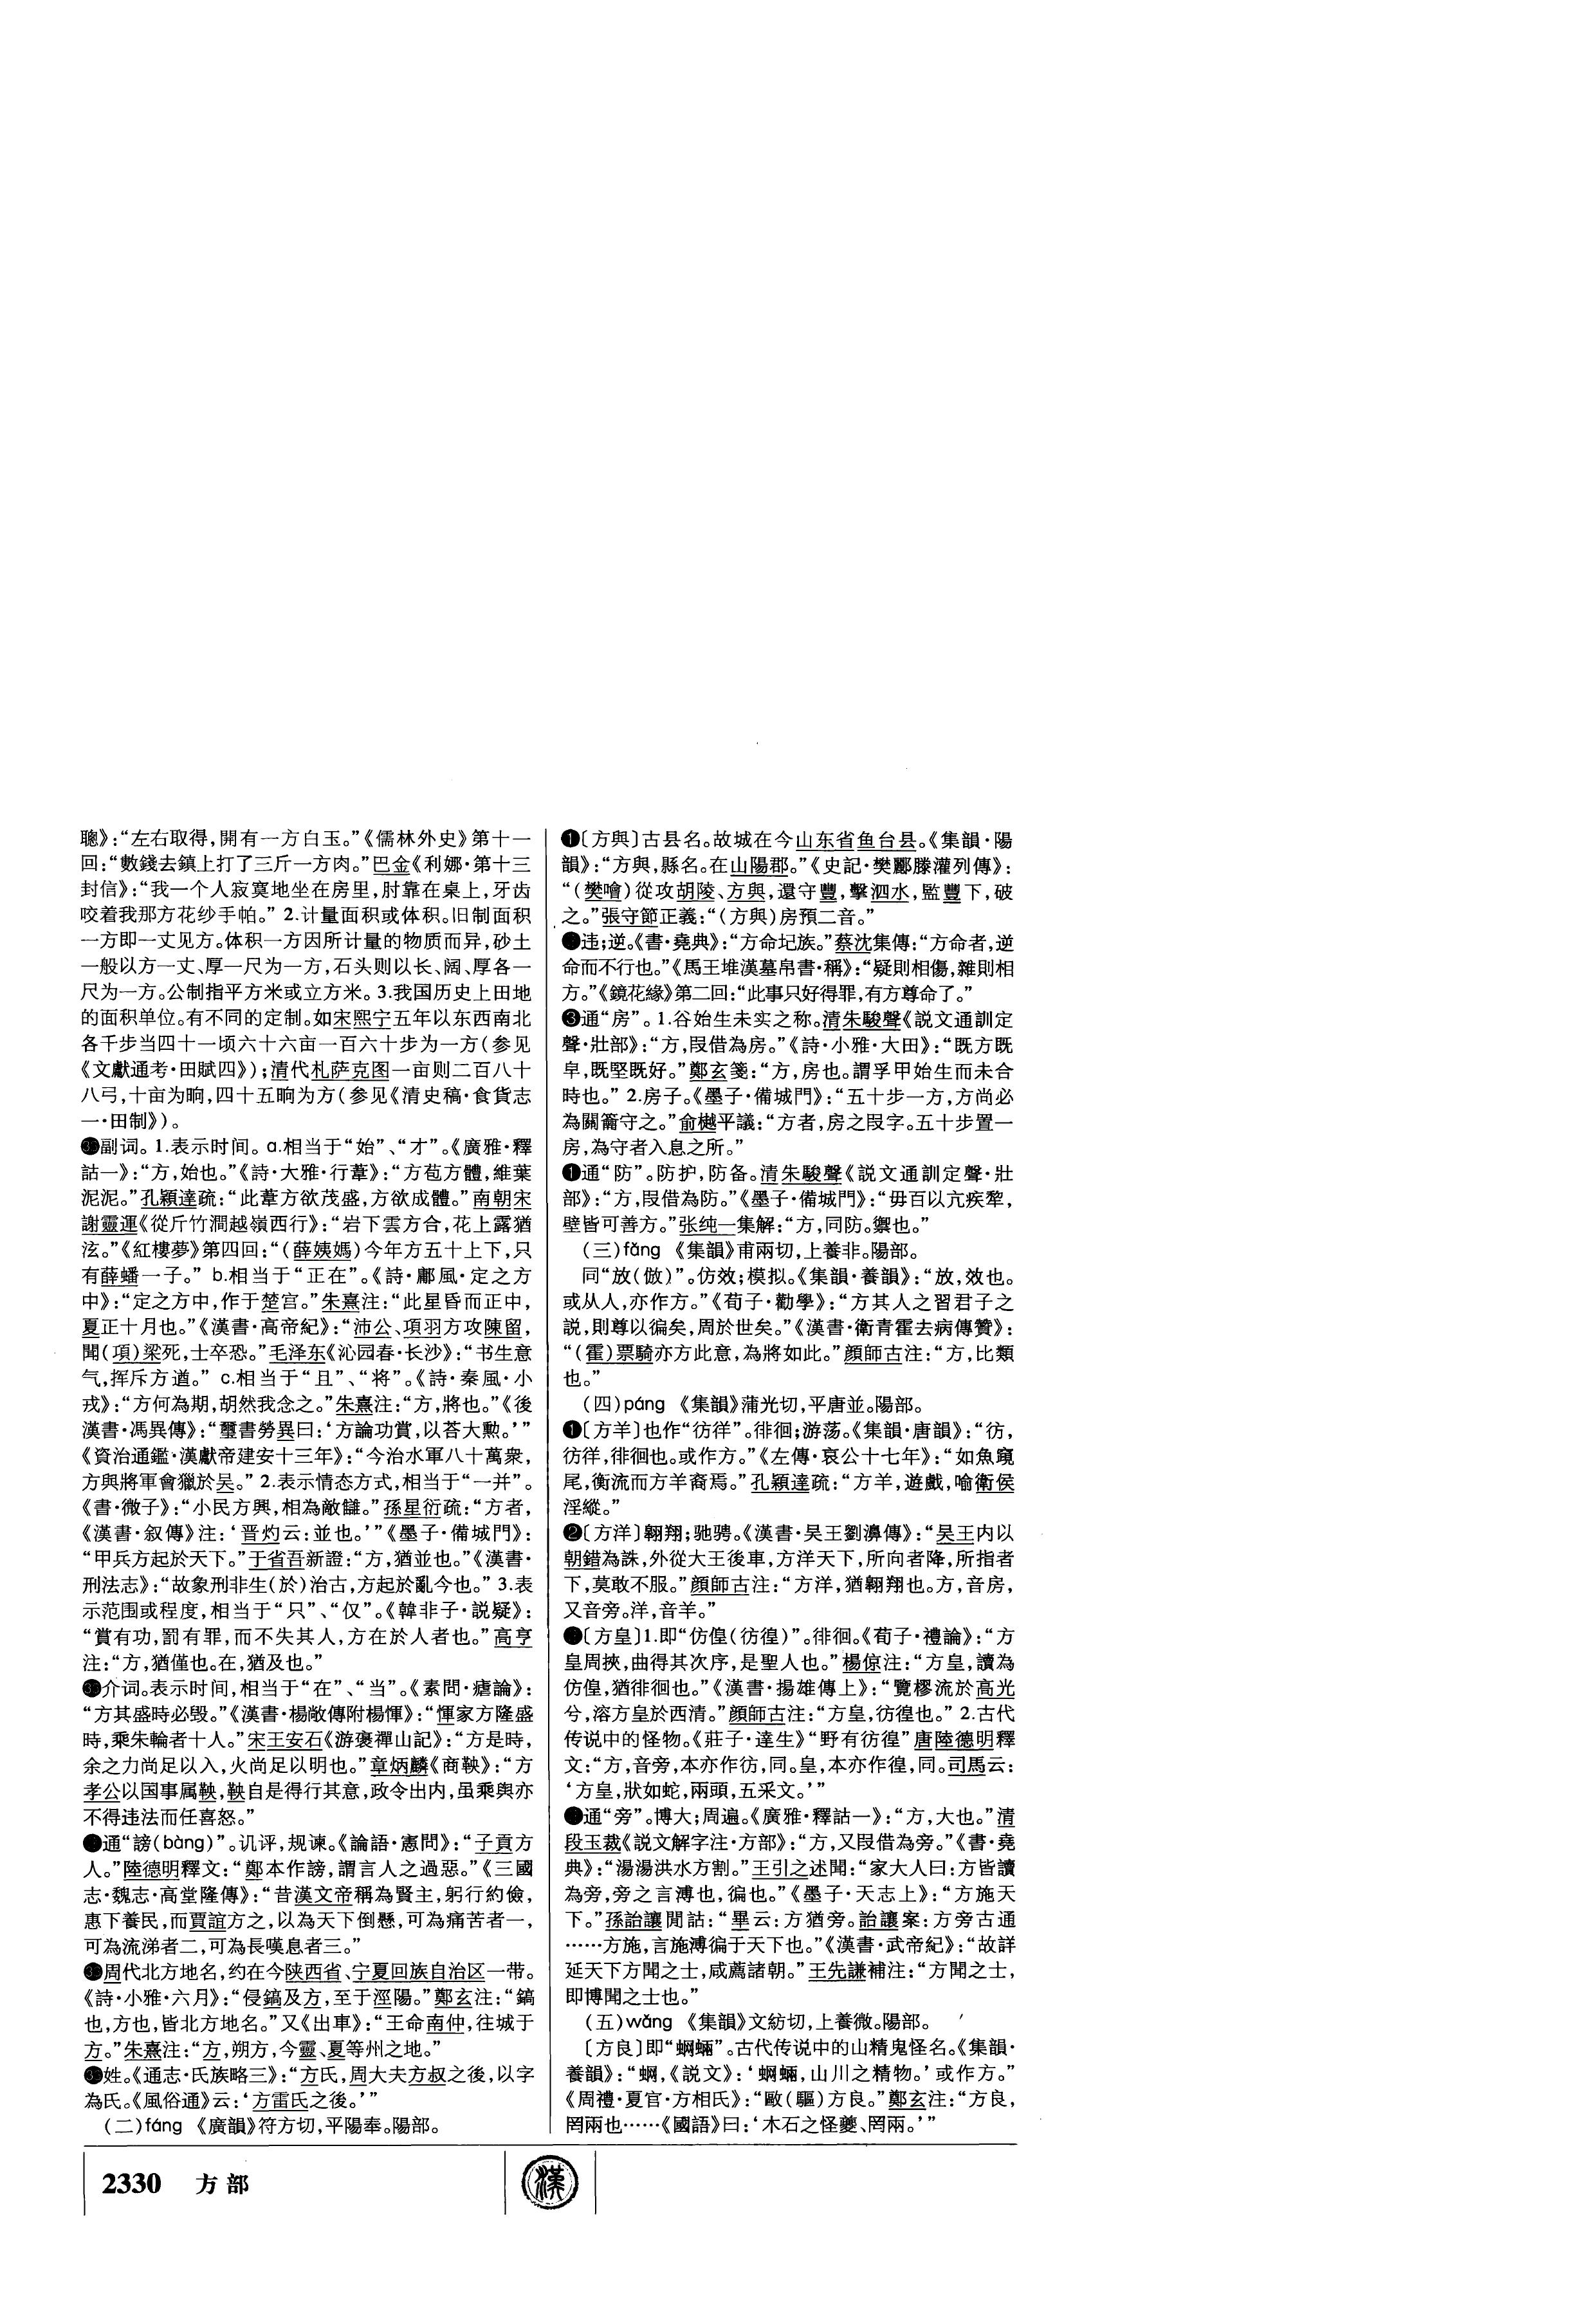 聰》：“左右取得，開有一方白玉。”《儒林外史》第十一
回：“數錢去鎮上打了三斤一方肉。”巴金《利娜·第十三
封信》：“我一个人寂寞地坐在房里，肘靠在桌上，牙齿
咬着我那方花纱手帕。” 2.计量面积或体积。旧制面积
一方即一丈见方。体积一方因所计量的物质而异，砂土
一般以方一丈、厚一尺为一方，石头则以长、阔、厚各一
尺为一方。公制指平方米或立方米。 3.我国历史上田地
的面积单位。有不同的定制。如宋熙宁五年以东西南北
各千步当四十一顷六十六亩一百六十步为一方（参见
《文獻通考·田賦四》）；清代札萨克图一亩则二百八十
八弓，十亩为晌，四十五晌为方（参见《清史稿·食貨志
一·田制》）。
副词。 1.表示时间。 a.相当于“始”、“才”。《廣雅·釋
詁一》：“方，始也。”《詩·大雅·行葦》：“方苞方體，維葉
泥泥。”孔穎達疏：“此葦方欲茂盛，方欲成體。”南朝宋
謝靈運《從斤竹澗越嶺西行》：“岩下雲方合，花上露猶
泫。”《紅樓夢》第四回：“（薛姨媽）今年方五十上下，只
有薛蟠一子。” b.相当于“正在”。《詩·鄘風·定之方
中》：“定之方中，作于楚宫。”朱熹注：“此星昏而正中，
夏正十月也。”《漢書·高帝紀》：“沛公、項羽方攻陳留，
聞（項）梁死，士卒恐。”毛泽东《沁园春·长沙》：“书生意
气，挥斥方遒。” c.相当于“且”、“将”。《詩·秦風·小
戎》：“方何為期，胡然我念之。”朱熹注：“方，將也。”《後
漢書·馮異傳》：“璽書勞異曰：‘方論功賞，以荅大勳。’”
《資治通鑑·漢獻帝建安十三年》：“今治水軍八十萬衆，
方與將軍會獵於吴。” 2.表示情态方式，相当于“一并”。
《書·微子》：“小民方興，相為敵讎。”孫星衍疏：“方者，
《漢書·叙傳》注：‘晋灼云：並也。’”《墨子·備城門》：
“甲兵方起於天下。”于省吾新證：“方，猶並也。”《漢書·
刑法志》：“故象刑非生（於）治古，方起於亂今也。” 3.表
示范围或程度，相当于“只”、“仅”。《韓非子·説疑》：
“賞有功，罰有罪，而不失其人，方在於人者也。”高亨
注：“方，猶僅也。在，猶及也。”
介词。表示时间，相当于“在”、“当”。《素問·瘧論》：
“方其盛時必毁。”《漢書·楊敞傳附楊惲》：“惲家方隆盛
時，乘朱輪者十人。”宋王安石《游褒禪山記》：“方是時，
余之力尚足以入，火尚足以明也。”章炳麟《商鞅》：“方
孝公以国事属鞅，鞅自是得行其意，政令出内，虽乘舆亦
不得违法而任喜怒。”
通“謗（bàng）”。讥评，规谏。《論語·憲問》：“子貢方
人。”陸德明釋文：“鄭本作謗，謂言人之過惡。”《三國
志·魏志·高堂隆傳》：“昔漢文帝稱為賢主，躬行約儉，
惠下養民，而賈誼方之，以為天下倒懸，可為痛苦者一，
可為流涕者二，可為長嘆息者三。”
周代北方地名，约在今陕西省、宁夏回族自治区一带。
《詩·小雅·六月》：“侵鎬及方，至于涇陽。”鄭玄注：“鎬
也，方也，皆北方地名。”又《出車》：“王命南仲，往城于
方。”朱熹注：“方，朔方，今靈、夏等州之地。”
姓。《通志·氏族略三》：“方氏，周大夫方叔之後，以字
為氏。《風俗通》云：‘方雷氏之後。’”
（二）fáng 《廣韻》符方切，平陽奉。陽部。
❶〔方與〕古县名。故城在今山东省鱼台县。《集韻·陽
韻》：“方與，縣名。在山陽郡。”《史記·樊酈滕灌列傳》：
“（樊噲）從攻胡陵、方與，還守豐，擊泗水，監豐下，破
之。”張守節正義：“（方與）房預二音。”
违；逆。《書·堯典》：“方命圮族。”蔡沈集傳：“方命者，逆
命而不行也。”《馬王堆漢墓帛書·稱》：“疑則相傷，雜則相
方。”《鏡花緣》第二回：“此事只好得罪，有方尊命了。”
❸通“房”。 1.谷始生未实之称。清朱駿聲《説文通訓定
聲·壯部》：“方，叚借為房。”《詩·小雅·大田》：“既方既
皁，既堅既好。”鄭玄箋：“方，房也。謂孚甲始生而未合
時也。” 2.房子。《墨子·備城門》：“五十步一方，方尚必
為關籥守之。”俞樾平議：“方者，房之叚字。五十步置一
房，為守者入息之所。”
通“防”。防护，防备。清朱駿聲《説文通訓定聲·壯
部》：“方，叚借為防。”《墨子·備城門》：“毋百以亢疾犂，
壁皆可善方。”张纯一集解：“方，同防。禦也。”
（三）fǎng 《集韻》甫兩切，上養非。陽部。
同“放（倣）”。仿效；模拟。《集韻·養韻》：“放，效也。
或从人，亦作方。”《荀子·勸學》：“方其人之習君子之
説，則尊以徧矣，周於世矣。”《漢書·衛青霍去病傳贊》：
“（霍）票騎亦方此意，為將如此。”顔師古注：“方，比類
也。”
（四）páng 《集韻》蒲光切，平唐並。陽部。
❶〔方羊〕也作“彷徉”。徘徊；游荡。《集韻·唐韻》：“彷，
彷徉，徘徊也。或作方。”《左傳·哀公十七年》：“如魚竀
尾，衡流而方羊裔焉。”孔穎達疏：“方羊，遊戲，喻衛侯
淫縱。”
❷〔方洋〕翱翔；驰骋。《漢書·吴王劉濞傳》：“吴王内以
朝錯為誅，外從大王後車，方洋天下，所向者降，所指者
下，莫敢不服。”顔師古注：“方洋，猶翱翔也。方，音房，
又音旁。洋，音羊。”
〔方皇〕1.即“仿偟（彷徨）”。徘徊。《荀子·禮論》：“方
皇周挾，曲得其次序，是聖人也。”楊倞注：“方皇，讀為
仿偟，猶徘徊也。”《漢書·揚雄傳上》：“覽樛流於高光
兮，溶方皇於西清。”顔師古注：“方皇，彷徨也。” 2.古代
传说中的怪物。《莊子·達生》“野有彷徨”唐陸德明釋
文：“方，音旁，本亦作彷，同。皇，本亦作徨，同。司馬云：
‘方皇，狀如蛇，兩頭，五采文。’”
通“旁”。博大；周遍。《廣雅·釋詁一》：“方，大也。”清
段玉裁《説文解字注·方部》：“方，又叚借為旁。”《書·堯
典》：“湯湯洪水方割。”王引之述聞：“家大人曰：方皆讀
為旁，旁之言溥也，徧也。”《墨子·天志上》：“方施天
下。”孫詒讓閒詁：“畢云：方猶旁。詒讓案：方旁古通
……方施，言施溥徧于天下也。”《漢書·武帝紀》：“故詳
延天下方聞之士，咸薦諸朝。”王先謙補注：“方聞之士，
即博聞之士也。”
（五）wǎng 《集韻》文紡切，上養微。陽部。
〔方良〕即“蝄蜽”。古代传说中的山精鬼怪名。《集韻·
養韻》：“蝄，《説文》：‘蝄蜽，山川之精物。’或作方。”
《周禮·夏官·方相氏》：“敺（驅）方良。”鄭玄注：“方良，
罔兩也……《國語》曰：‘木石之怪夔、罔兩。’”
2330 方部
漢